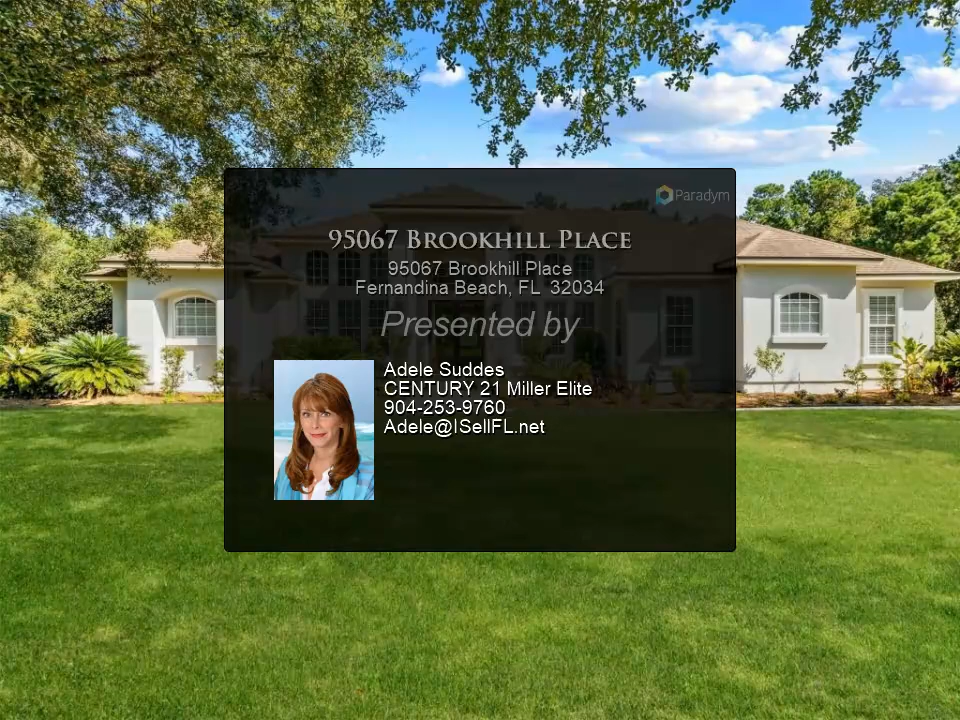 Paradym
95067 Brookhill Place
95067 Brookhill Place
Fernandina Beach, FL 32034
Presented by
Adele Suddes
CENTURY 21 Miller Elite
904-253-9760
Adele@ISellFL.net